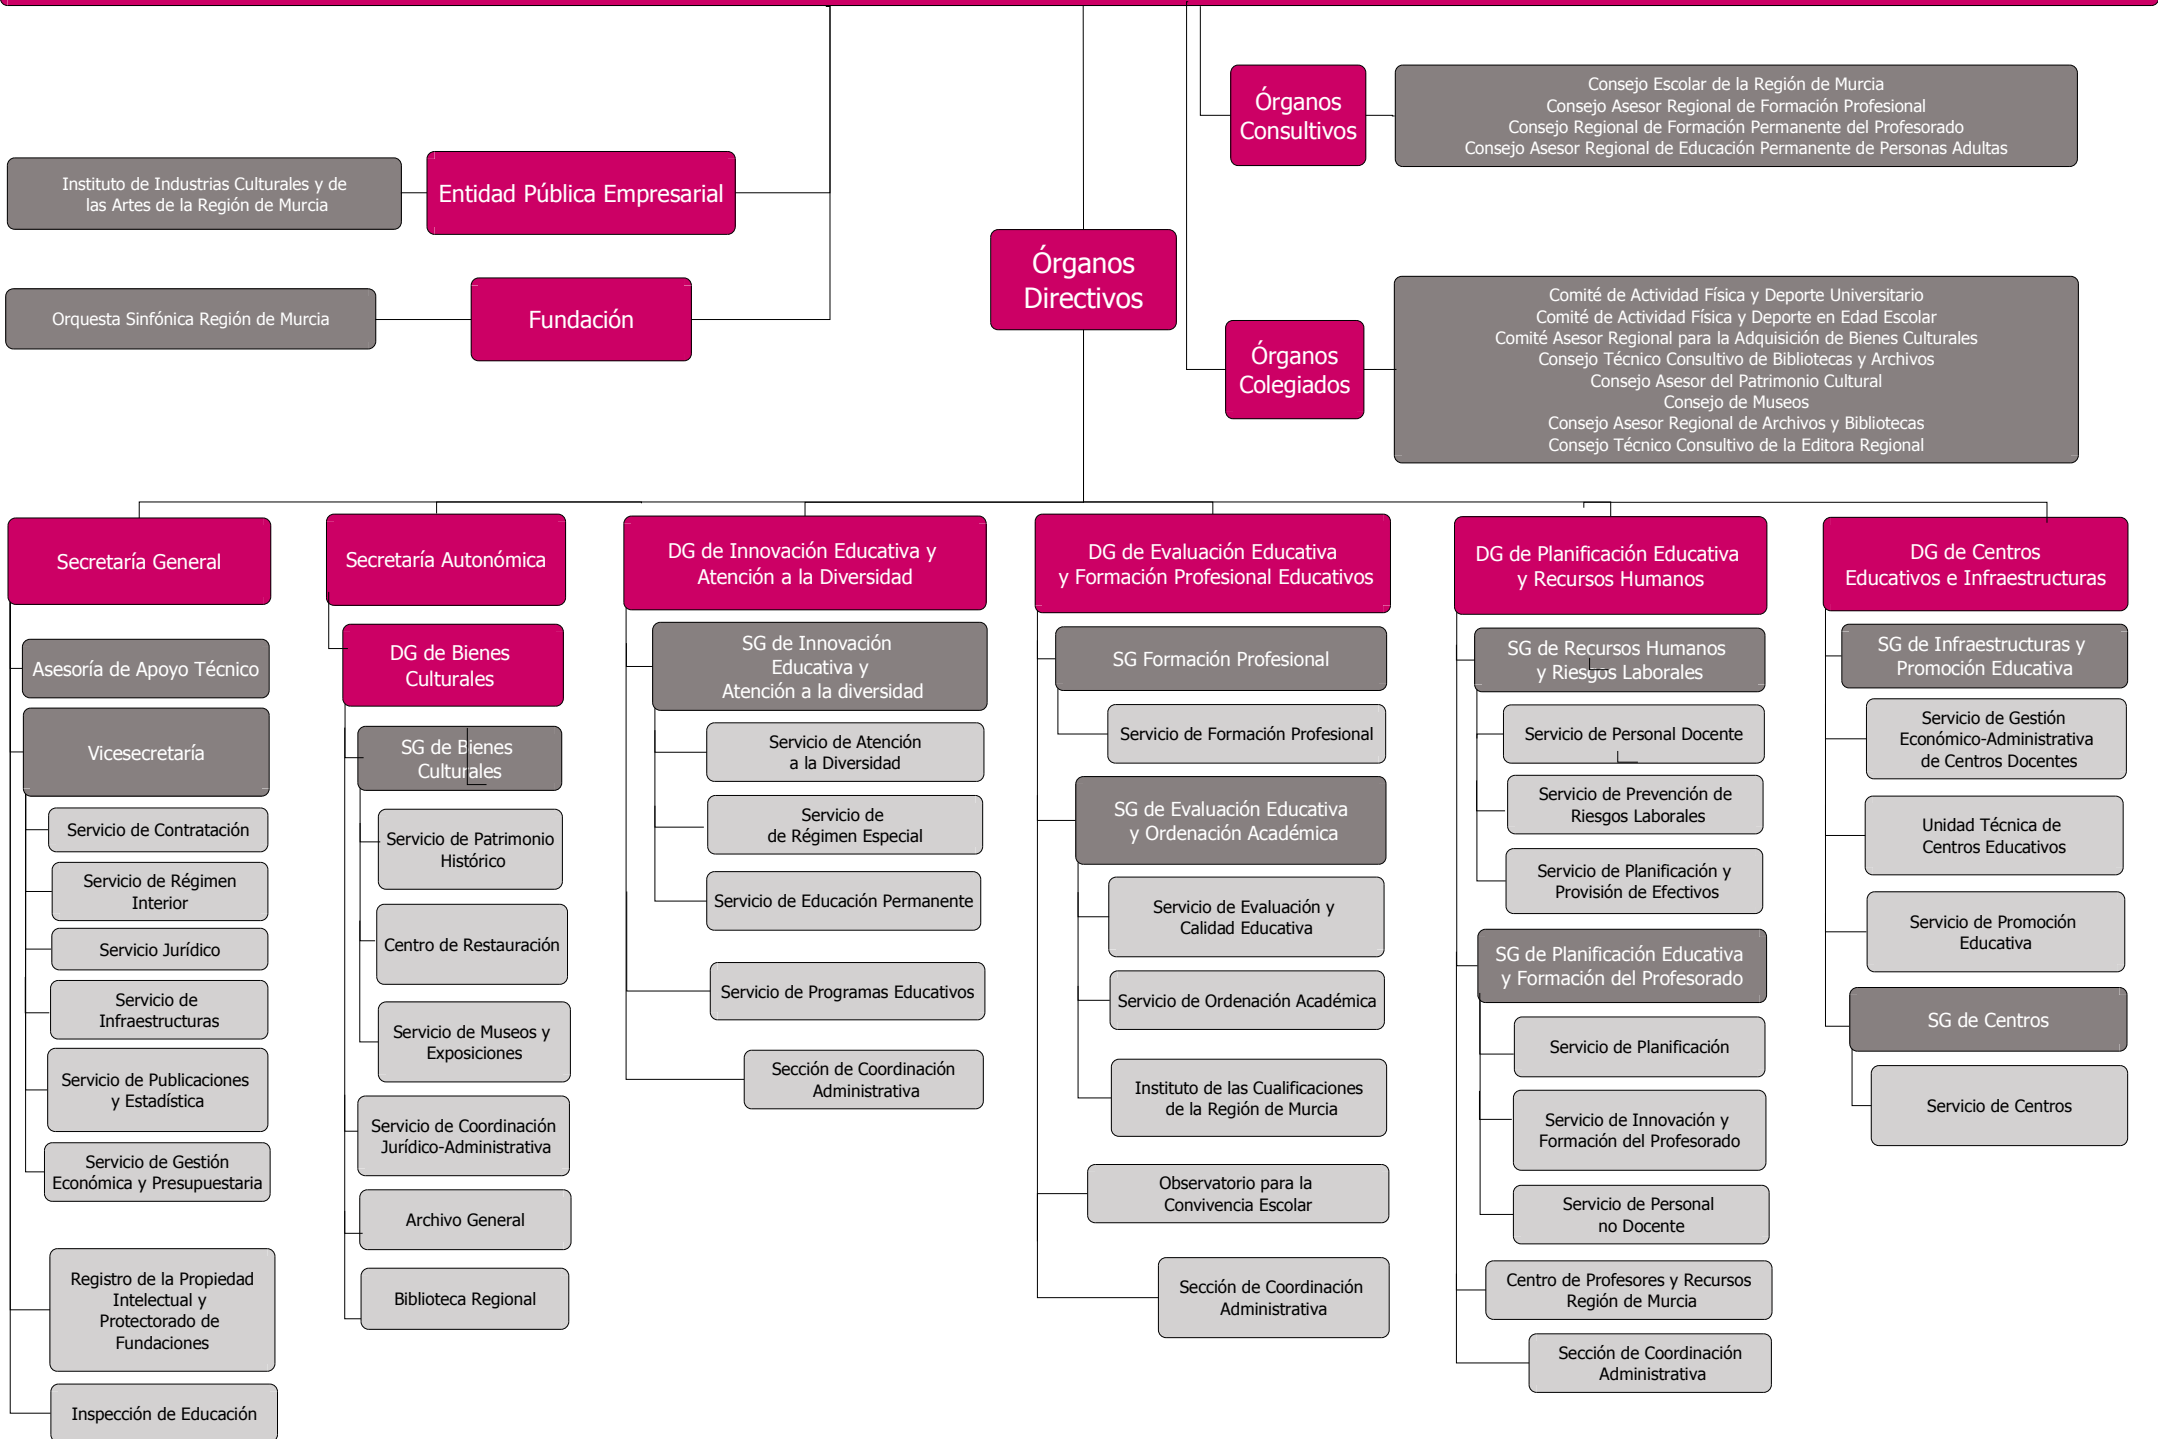 Órganos
Consultivos
Consejo Escolar de la Región de Murcia
Consejo Asesor Regional de Formación Profesional
Consejo Regional de Formación Permanente del Profesorado
Consejo Asesor Regional de Educación Permanente de Personas Adultas
Instituto de Industrias Culturales y de
las Artes de la Región de Murcia
Entidad Pública Empresarial
Órganos
Directivos
Orquesta Sinfónica Región de Murcia
Fundación
Órganos
Colegiados
Comité de Actividad Física y Deporte Universitario
Comité de Actividad Física y Deporte en Edad Escolar
Comité Asesor Regional para la Adquisición de Bienes Culturales
Consejo Técnico Consultivo de Bibliotecas y Archivos
Consejo Asesor del Patrimonio Cultural
Consejo de Museos
Consejo Asesor Regional de Archivos y Bibliotecas
Consejo Técnico Consultivo de la Editora Regional
Secretaría General
Asesoría de Apoyo Técnico
Vicesecretaría
Servicio de Contratación
Servicio de Régimen
Interior
Servicio Jurídico
Servicio de
Infraestructuras
Servicio de Publicaciones
y Estadística
Servicio de Gestión
Económica y Presupuestaria
Registro de la Propiedad
Intelectual y
Protectorado de
Fundaciones
Inspección de Educación
Secretaría Autonómica
DG de Bienes
Culturales
SG de Bienes
Culturales
Servicio de Patrimonio
Histórico
Centro de Restauración
Servicio de Museos y
Exposiciones
Servicio de Coordinación
Jurídico-Administrativa
Archivo General
Biblioteca Regional
DG de Innovación Educativa y
Atención a la Diversidad
SG de Innovación
Educativa y
Atención a la diversidad
Servicio de Atención
a la Diversidad
Servicio de
de Régimen Especial
Servicio de Educación Permanente
Servicio de Programas Educativos
Sección de Coordinación
Administrativa
DG de Evaluación Educativa
y Formación Profesional Educativos
SG Formación Profesional
Servicio de Formación Profesional
SG de Evaluación Educativa
y Ordenación Académica
Servicio de Evaluación y
Calidad Educativa
Servicio de Ordenación Académica
Instituto de las Cualificaciones
de la Región de Murcia
Observatorio para la
Convivencia Escolar
Sección de Coordinación
Administrativa
DG de Planificación Educativa
y Recursos Humanos
SG de Recursos Humanos
y Riesgos Laborales
Servicio de Personal Docente
Servicio de Prevención de
Riesgos Laborales
Servicio de Planificación y
Provisión de Efectivos
SG de Planificación Educativa
y Formación del Profesorado
Servicio de Planificación
Servicio de Innovación y
Formación del Profesorado
Servicio de Personal
no Docente
Centro de Profesores y Recursos
Región de Murcia
Sección de Coordinación
Administrativa
DG de Centros
Educativos e Infraestructuras
SG de Infraestructuras y
Promoción Educativa
Servicio de Gestión
Económico-Administrativa
de Centros Docentes
Unidad Técnica de
Centros Educativos
Servicio de Promoción
Educativa
SG de Centros
Servicio de Centros